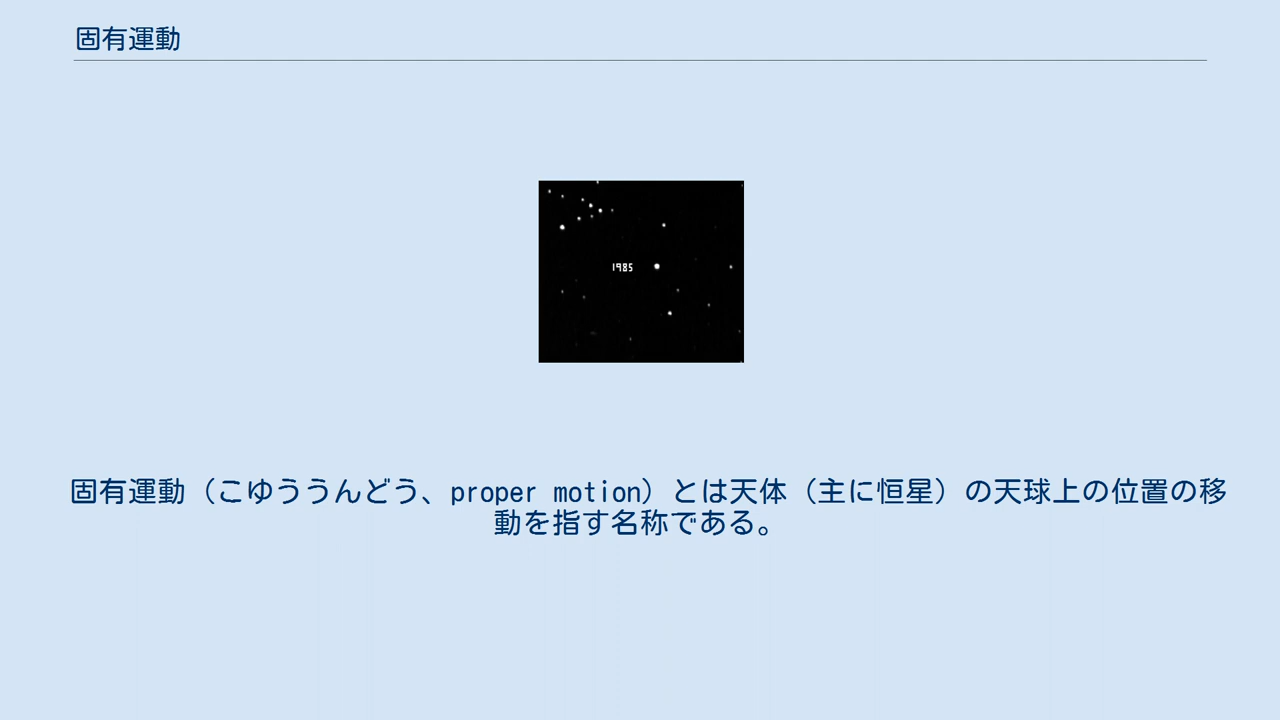 固有運動
1985
固有運動（こゆううんどう、proper motion）とは天体（主に恒星）の天球上の位置の移
動を指す名称である。